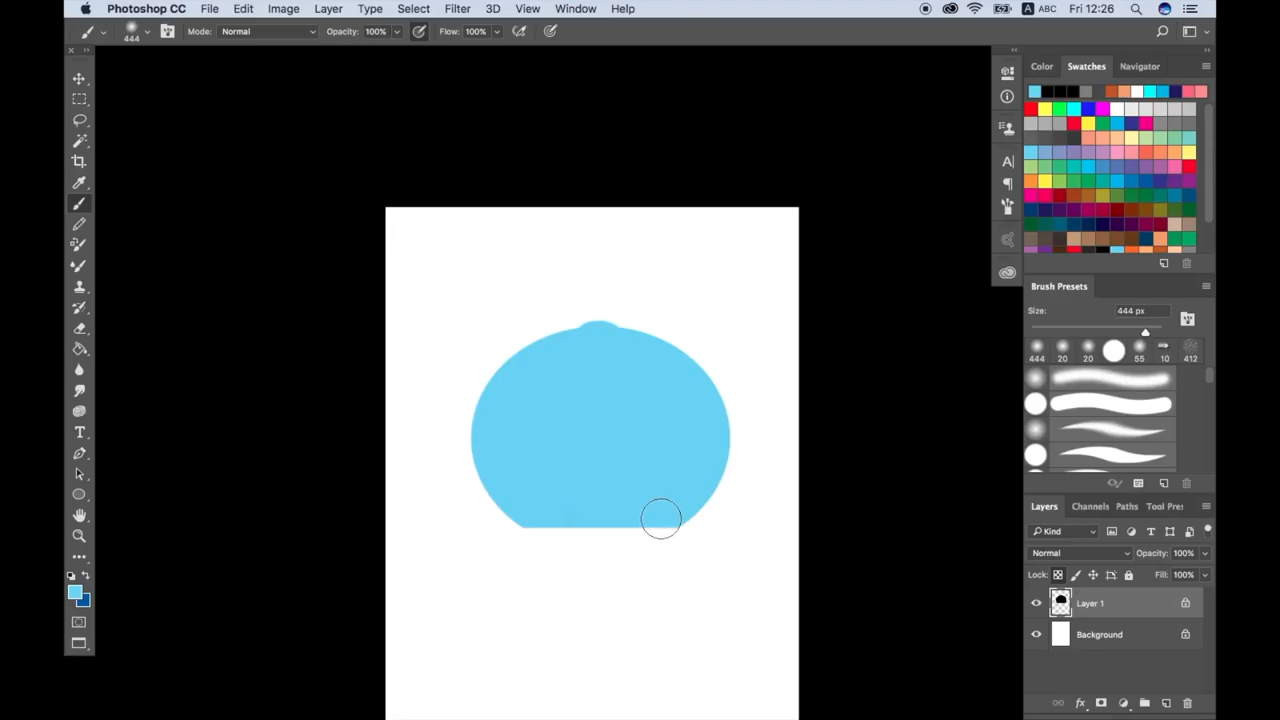 Photoshop CC File Edit Image Layer Type Select Filter 3D View Window Help A ABC Fri 12:26
444 Mode: Normal Opacity: 100% Flow: 100%
Color Swatches Navigator
Brush Presets
Size: 444 px
444 20 20 55 10 412
Layers Channels Paths Tool Pres
Kind
Normal Opacity: 100%
Lock: Fill: 100%
Layer 1
Background
fx